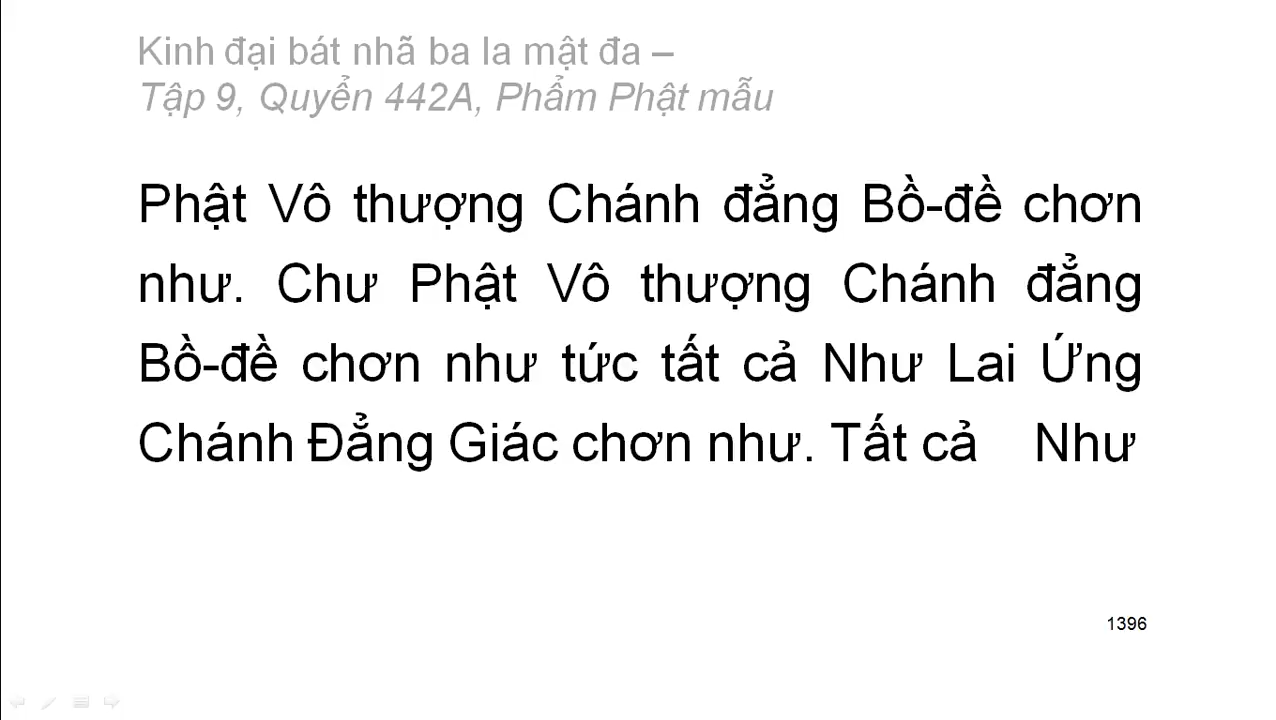 Kinh đại bát nhã ba la mật đa –
Tập 9, Quyển 442A, Phẩm Phật mẫu
Phật Vô thượng Chánh đẳng Bồ-đề chơn
như. Chư Phật Vô thượng Chánh đẳng
Bồ-đề chơn như tức tất cả Như Lai Ứng
Chánh Đẳng Giác chơn như. Tất cả Như
1396